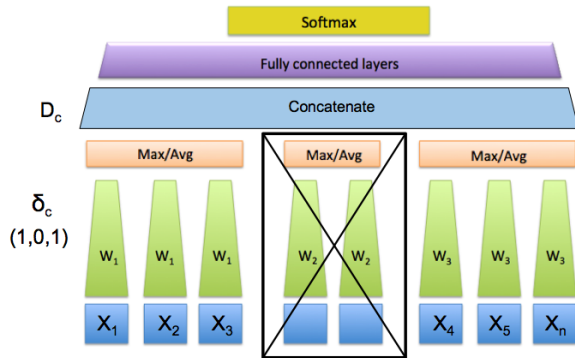 Softmax
Fully connected layers
D_c Concatenate
Max/Avg Max/Avg Max/Avg
δ_c
(1,0,1)
W_1 W_1 W_1 W_2 W_2 W_3 W_3 W_3
X_1 X_2 X_3 X_4 X_5 X_n